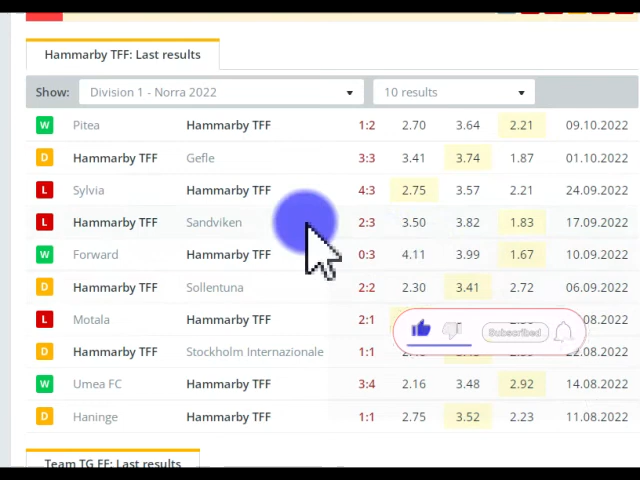 Hammarby TFF: Last results
Show: Division 1 - Norra 2022 10 results
W Pitea Hammarby TFF 1:2 2.70 3.64 2.21 09.10.2022
D Hammarby TFF Gefle 3:3 3.41 3.74 1.87 01.10.2022
L Sylvia Hammarby TFF 4:3 2.75 3.57 2.21 24.09.2022
L Hammarby TFF Sandviken 2:3 3.50 3.82 1.83 17.09.2022
W Forward Hammarby TFF 0:3 4.11 3.99 1.67 10.09.2022
D Hammarby TFF Sollentuna 2:2 2.30 3.41 2.72 06.09.2022
L Motala Hammarby TFF 2:1 .08.2022
Subscribed
D Hammarby TFF Stockholm Internazionale 1:1 .08.2022
W Umea FC Hammarby TFF 3:4 2.16 3.48 2.92 14.08.2022
D Haninge Hammarby TFF 1:1 2.75 3.52 2.23 11.08.2022
Team TG FF: Last results